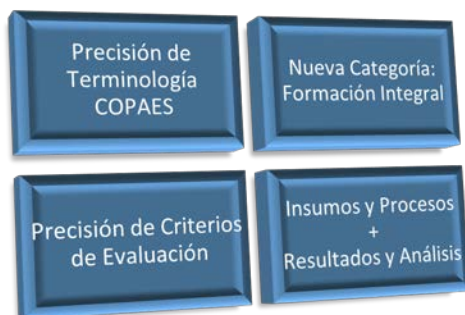 Precisión de
Terminología
COPAES
Nueva Categoría:
Formación Integral
Precisión de Criterios
de Evaluación
Insumos y Procesos
+
Resultados y Análisis